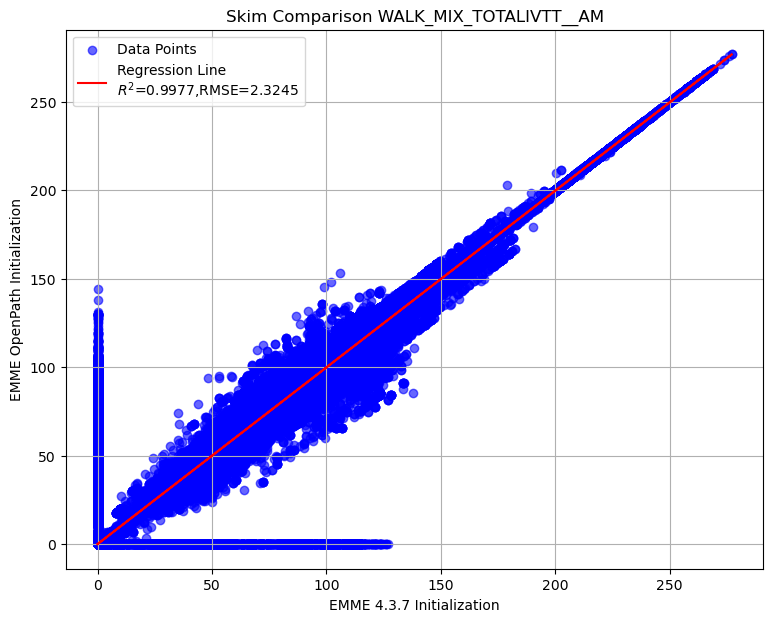 Skim Comparison WALK_MIX_TOTALIVTT__AM
Data Points
Regression Line
R²=0.9977,RMSE=2.3245
250
200
150
100
50
0
EMME OpenPath Initialization
0 50 100 150 200 250
EMME 4.3.7 Initialization